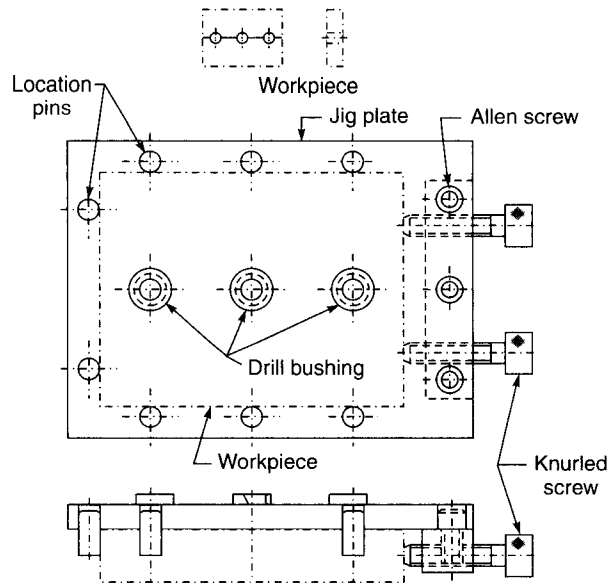 Workpiece
Location
pins
Jig plate
Allen screw
Drill bushing
Workpiece
Knurled
screw